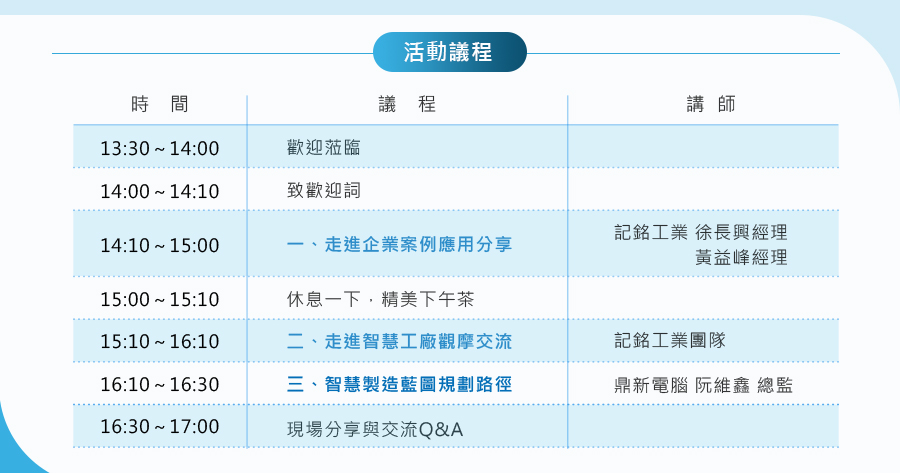 活動議程
時 間 議 程 講 師
13:30~14:00 歡迎蒞臨
14:00~14:10 致歡迎詞
14:10~15:00 一、走進企業案例應用分享 記銘工業 徐長興經理
黃益峰經理
15:00~15:10 休息一下，精美下午茶
15:10~16:10 二、走進智慧工廠觀摩交流 記銘工業團隊
16:10~16:30 三、智慧製造藍圖規劃路徑 鼎新電腦 阮維鑫 總監
16:30~17:00 現場分享與交流Q&A